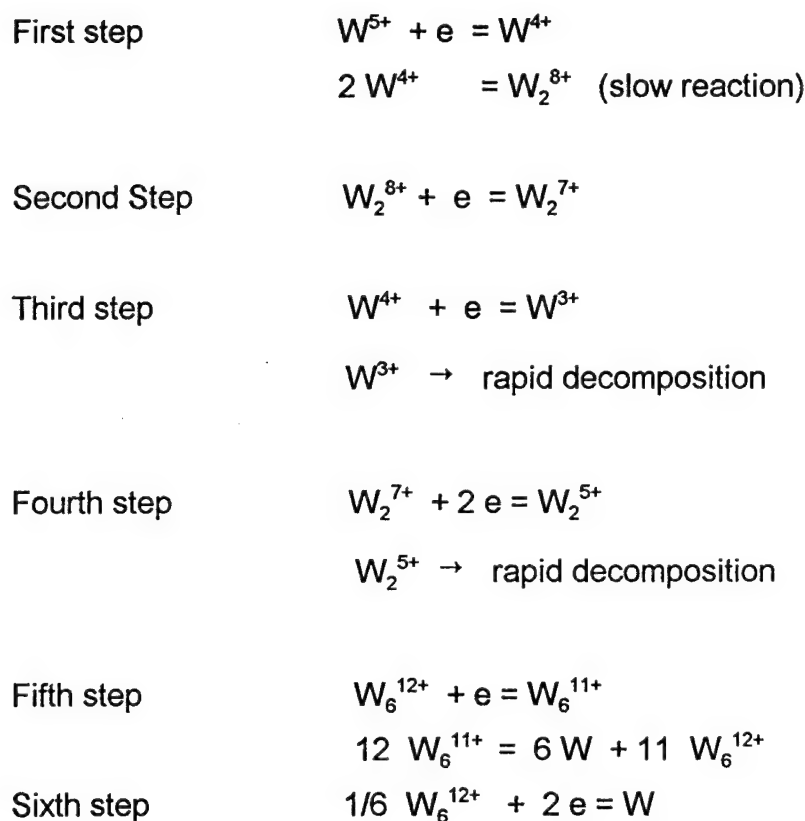 First step W⁵⁺ + e = W⁴⁺
2 W⁴⁺ = W₂⁸⁺ (slow reaction)
Second Step W₂⁸⁺ + e = W₂⁷⁺
Third step W⁴⁺ + e = W³⁺
W³⁺ → rapid decomposition
Fourth step W₂⁷⁺ + 2 e = W₂⁵⁺
W₂⁵⁺ → rapid decomposition
Fifth step W₆¹²⁺ + e = W₆¹¹⁺
12 W₆¹¹⁺ = 6 W + 11 W₆¹²⁺
Sixth step 1/6 W₆¹²⁺ + 2 e = W